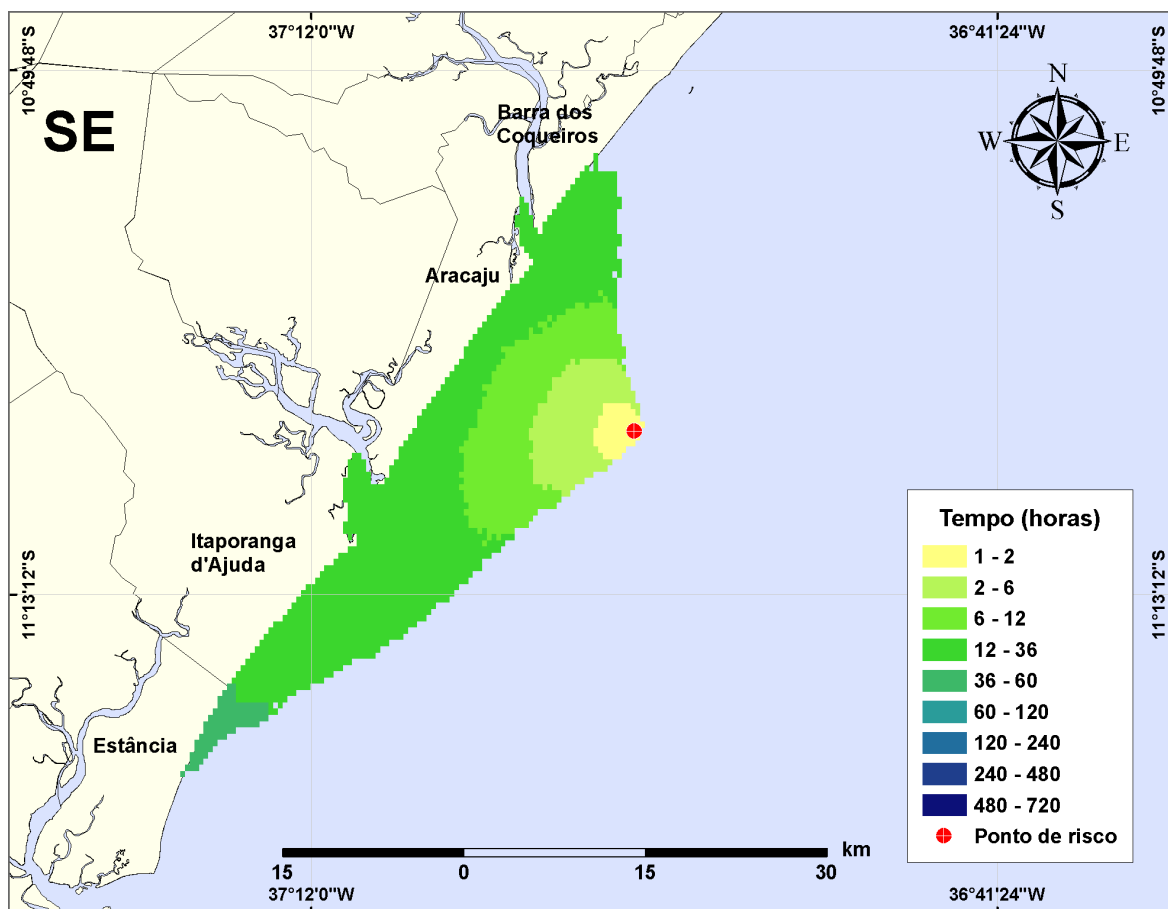 37°12'0"W
36°41'24"W
10°49'48"S
10°49'48"S
SE
N
W
E
S
Barra dos
Coqueiros
Aracaju
Itaporanga
d'Ajuda
11°13'12"S
11°13'12"S
Estância
Tempo (horas)
1 - 2
2 - 6
6 - 12
12 - 36
36 - 60
60 - 120
120 - 240
240 - 480
480 - 720
Ponto de risco
km
15
0
15
30
37°12'0"W
36°41'24"W